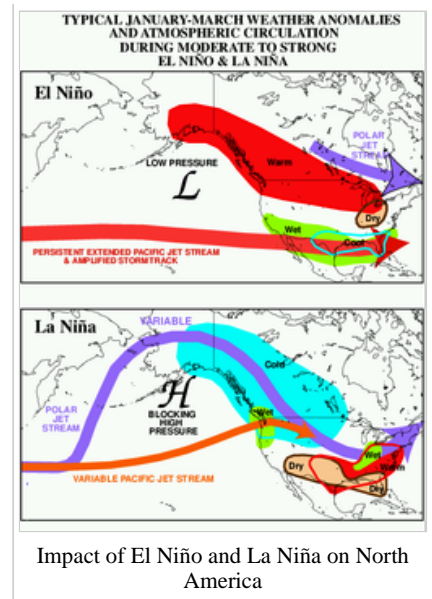 TYPICAL JANUARY-MARCH WEATHER ANOMALIES
AND ATMOSPHERIC CIRCULATION
DURING MODERATE TO STRONG
EL NIÑO & LA NIÑA
El Niño
POLAR
JET
STREAM
LOW PRESSURE
Warm
L
Dry
Wet
Cool
PERSISTENT EXTENDED PACIFIC JET STREAM
& AMPLIFIED STORMTRACK
La Niña
VARIABLE
Cold
H
BLOCKING
HIGH
PRESSURE
POLAR
JET
STREAM
Wet
Wet
Dry
Warm
Dry
VARIABLE PACIFIC JET STREAM
Impact of El Niño and La Niña on North
America